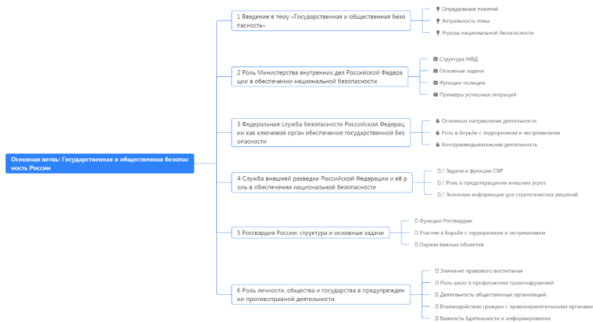 Основная ветвь: Государственная и общественная безопас
ность России
1 Введение в тему «Государственная и общественная безо
пасность»
Определение понятий
Актуальность темы
Угрозы национальной безопасности
2 Роль Министерства внутренних дел Российской Федера
ции в обеспечении национальной безопасности
Структура МВД
Основные задачи
Функции полиции
Примеры успешных операций
3 Федеральная служба безопасности Российской Федерац
ии как ключевой орган обеспечения государственной без
опасности
Основные направления деятельности
Роль в борьбе с терроризмом и экстремизмом
Контрразведывательная деятельность
4 Служба внешней разведки Российской Федерации и её р
оль в обеспечении национальной безопасности
/ Задачи и функции СВР
/ Роль в предотвращении внешних угроз
/ Значение информации для стратегических решений
5 Росгвардия России: структура и основные задачи
Функции Росгвардии
Участие в борьбе с терроризмом и экстремизмом
Охрана важных объектов
6 Роль личности, общества и государства в предупрежден
ии противоправной деятельности
Значение правового воспитания
Роль школ и профилактике правонарушений
Деятельность общественных организаций
Взаимодействие граждан с правоохранительными органами
Важность бдительности и информирования